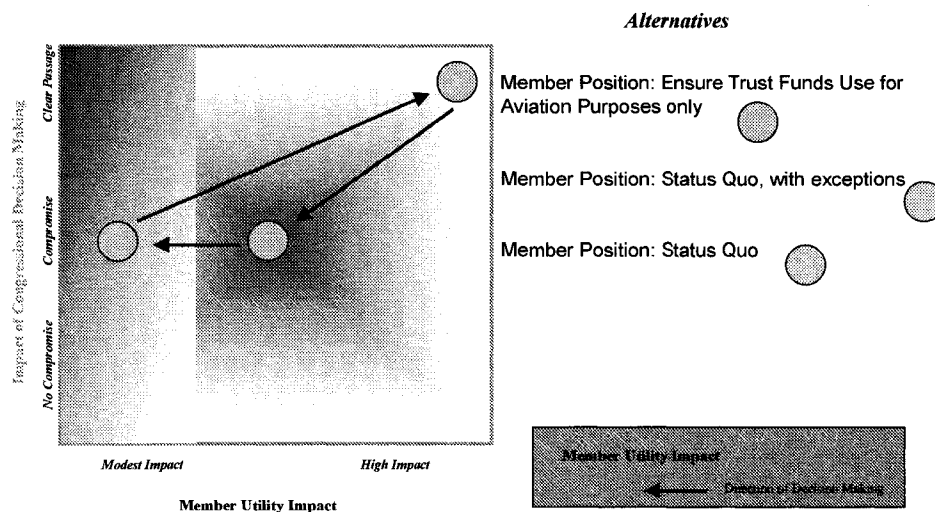 Alternatives
Impact of Congressional Decision Making
Clear Passage
Compromise
No Compromise
Member Position: Ensure Trust Funds Use for
Aviation Purposes only
Member Position: Status Quo, with exceptions
Member Position: Status Quo
Modest Impact
High Impact
Member Utility Impact
Member Utility Impact
Direction of Decision Making